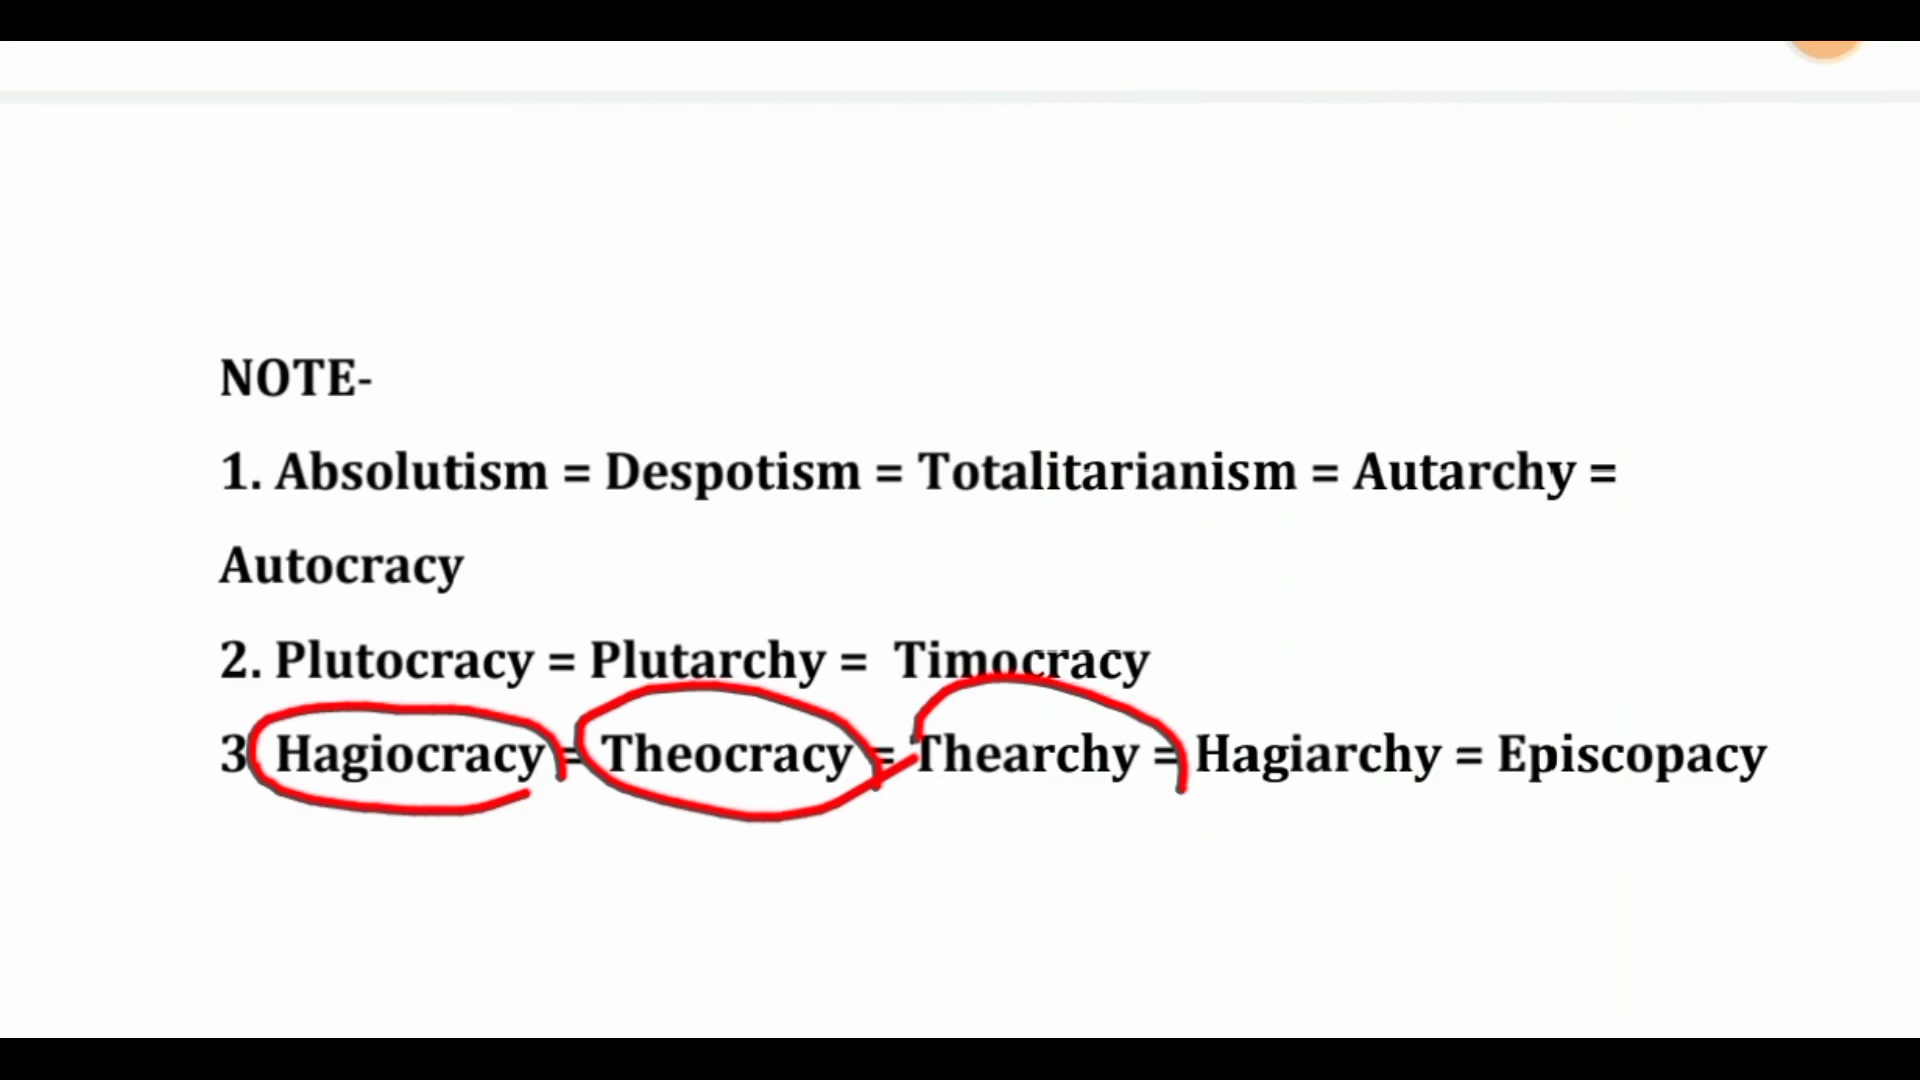 NOTE-
1. Absolutism = Despotism = Totalitarianism = Autarchy =
Autocracy
2. Plutocracy = Plutarchy = Timocracy
3 Hagiocracy = Theocracy = Thearchy = Hagiarchy = Episcopacy